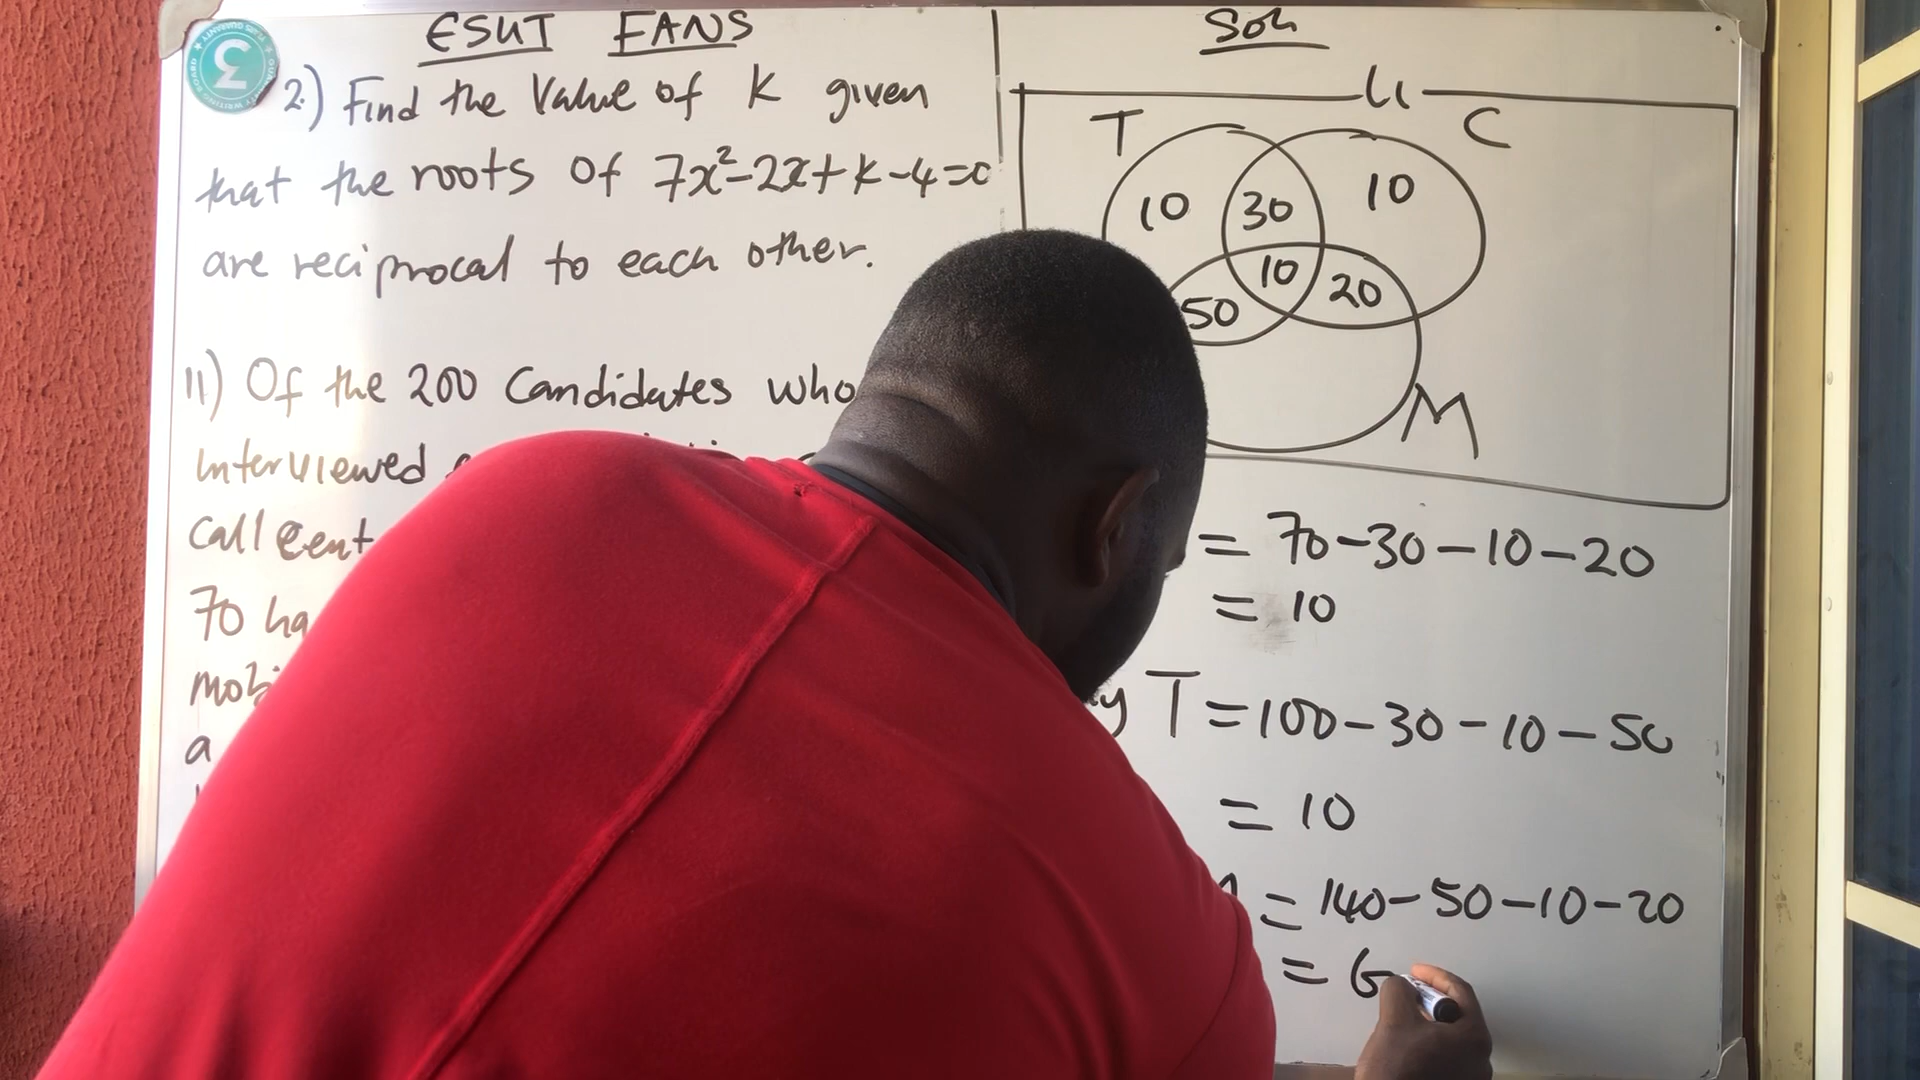 ESUT FANS
2.) Find the Value of K given
that the roots of 7x²-2x+k-4=0
are reciprocal to each other.
11) Of the 200 Candidates who
Interviewed
Call Cent
70 ha
mobi
a
Soln
U
T
C
10
30
10
10
20
50
M
= 70-30-10-20
= 10
y T = 100-30-10-50
= 10
= 140-50-10-20
= 6